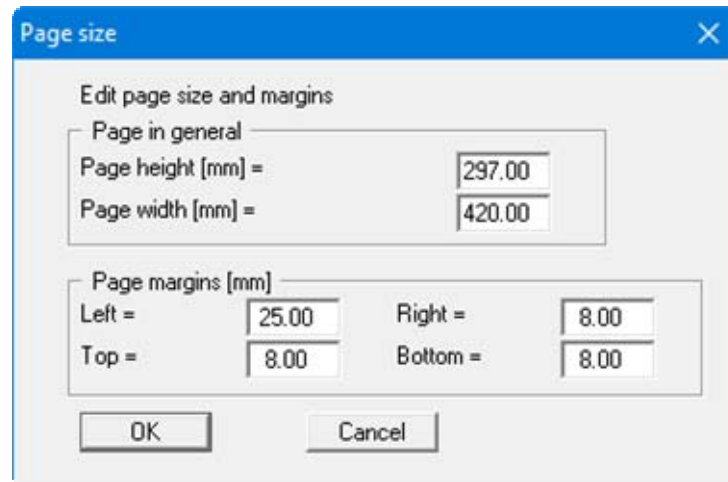 Page size
Edit page size and margins
Page in general
Page height [mm] = 297.00
Page width [mm] = 420.00
Page margins [mm]
Left = 25.00 Right = 8.00
Top = 8.00 Bottom = 8.00
OK Cancel